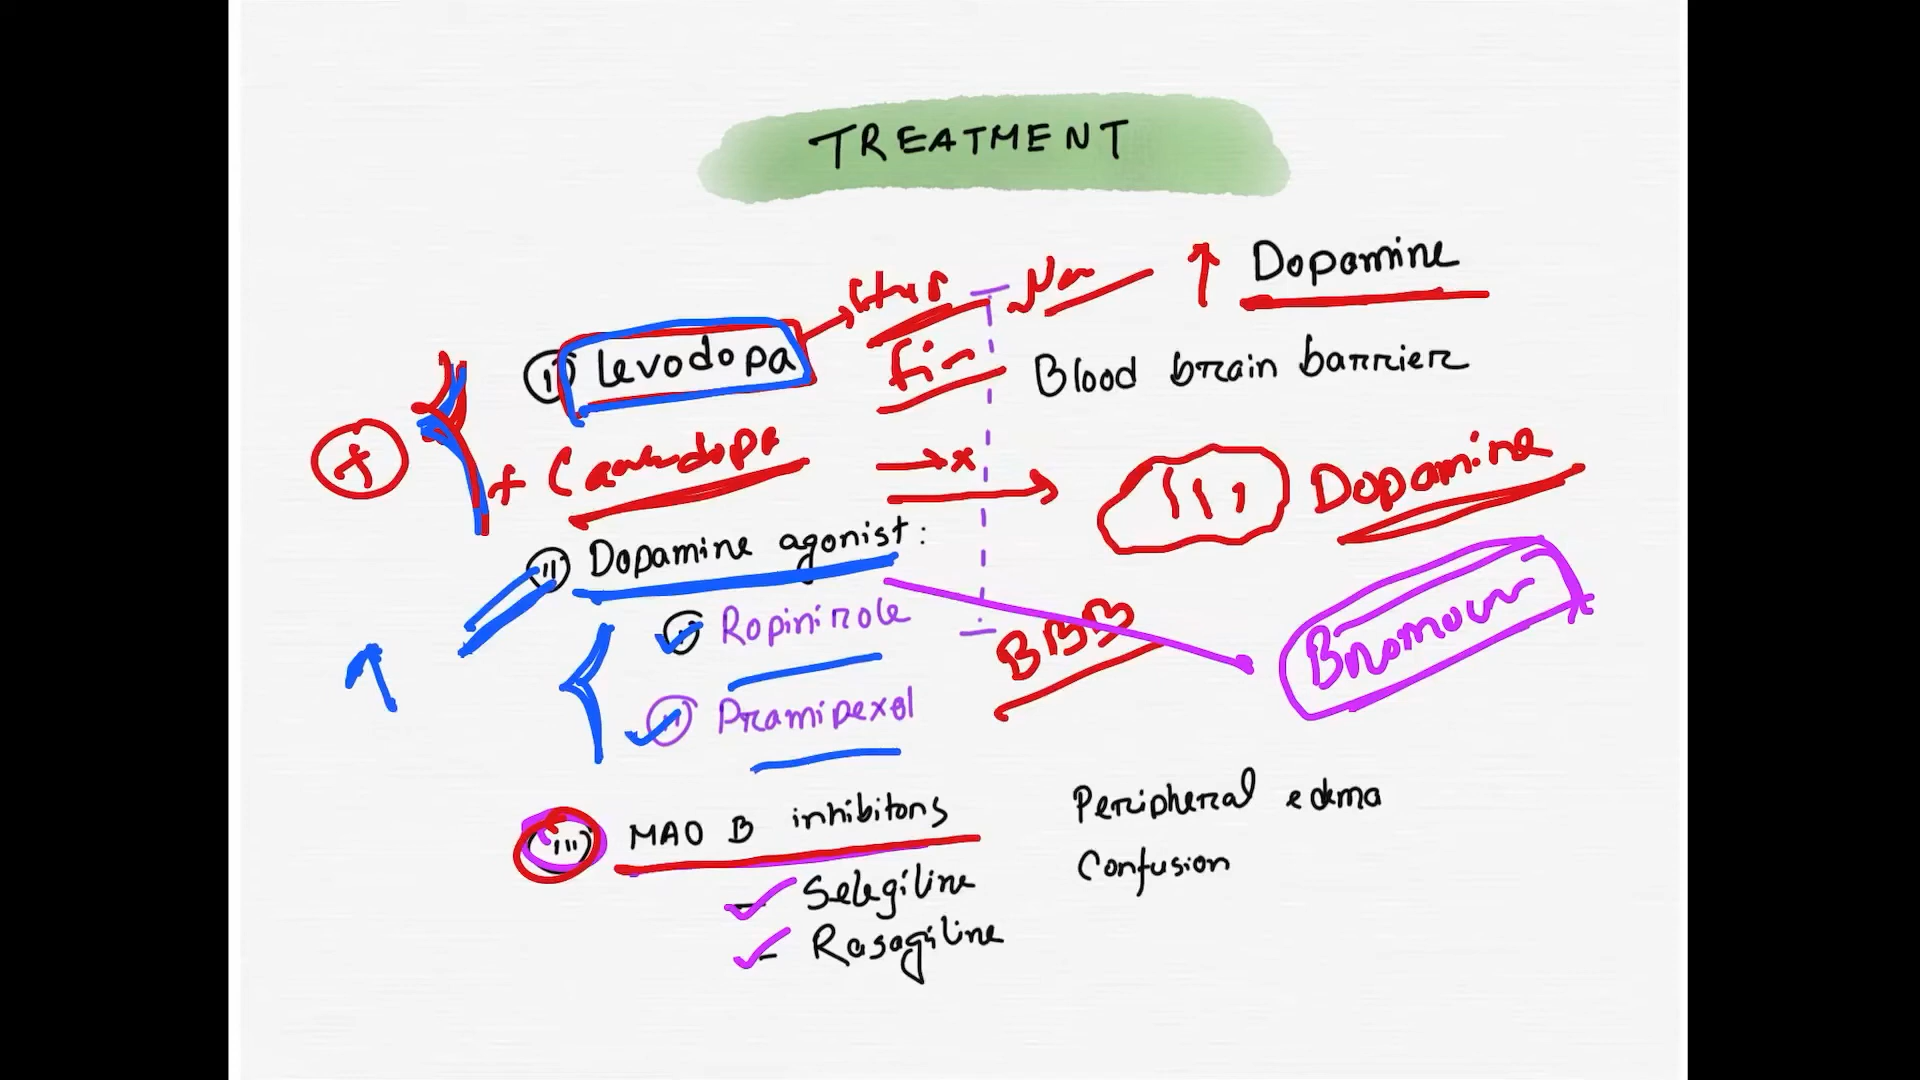 TREATMENT
↑ Dopamine
(i) levodopa
Blood brain barrier
+
+ → x
Dopamine
(ii) Dopamine agonist:
(i) Ropinirole
BBB
(ii) Pramipexol
(iii) MAO B inhibitors
Peripheral edema
- Selegiline
Confusion
- Rasagiline